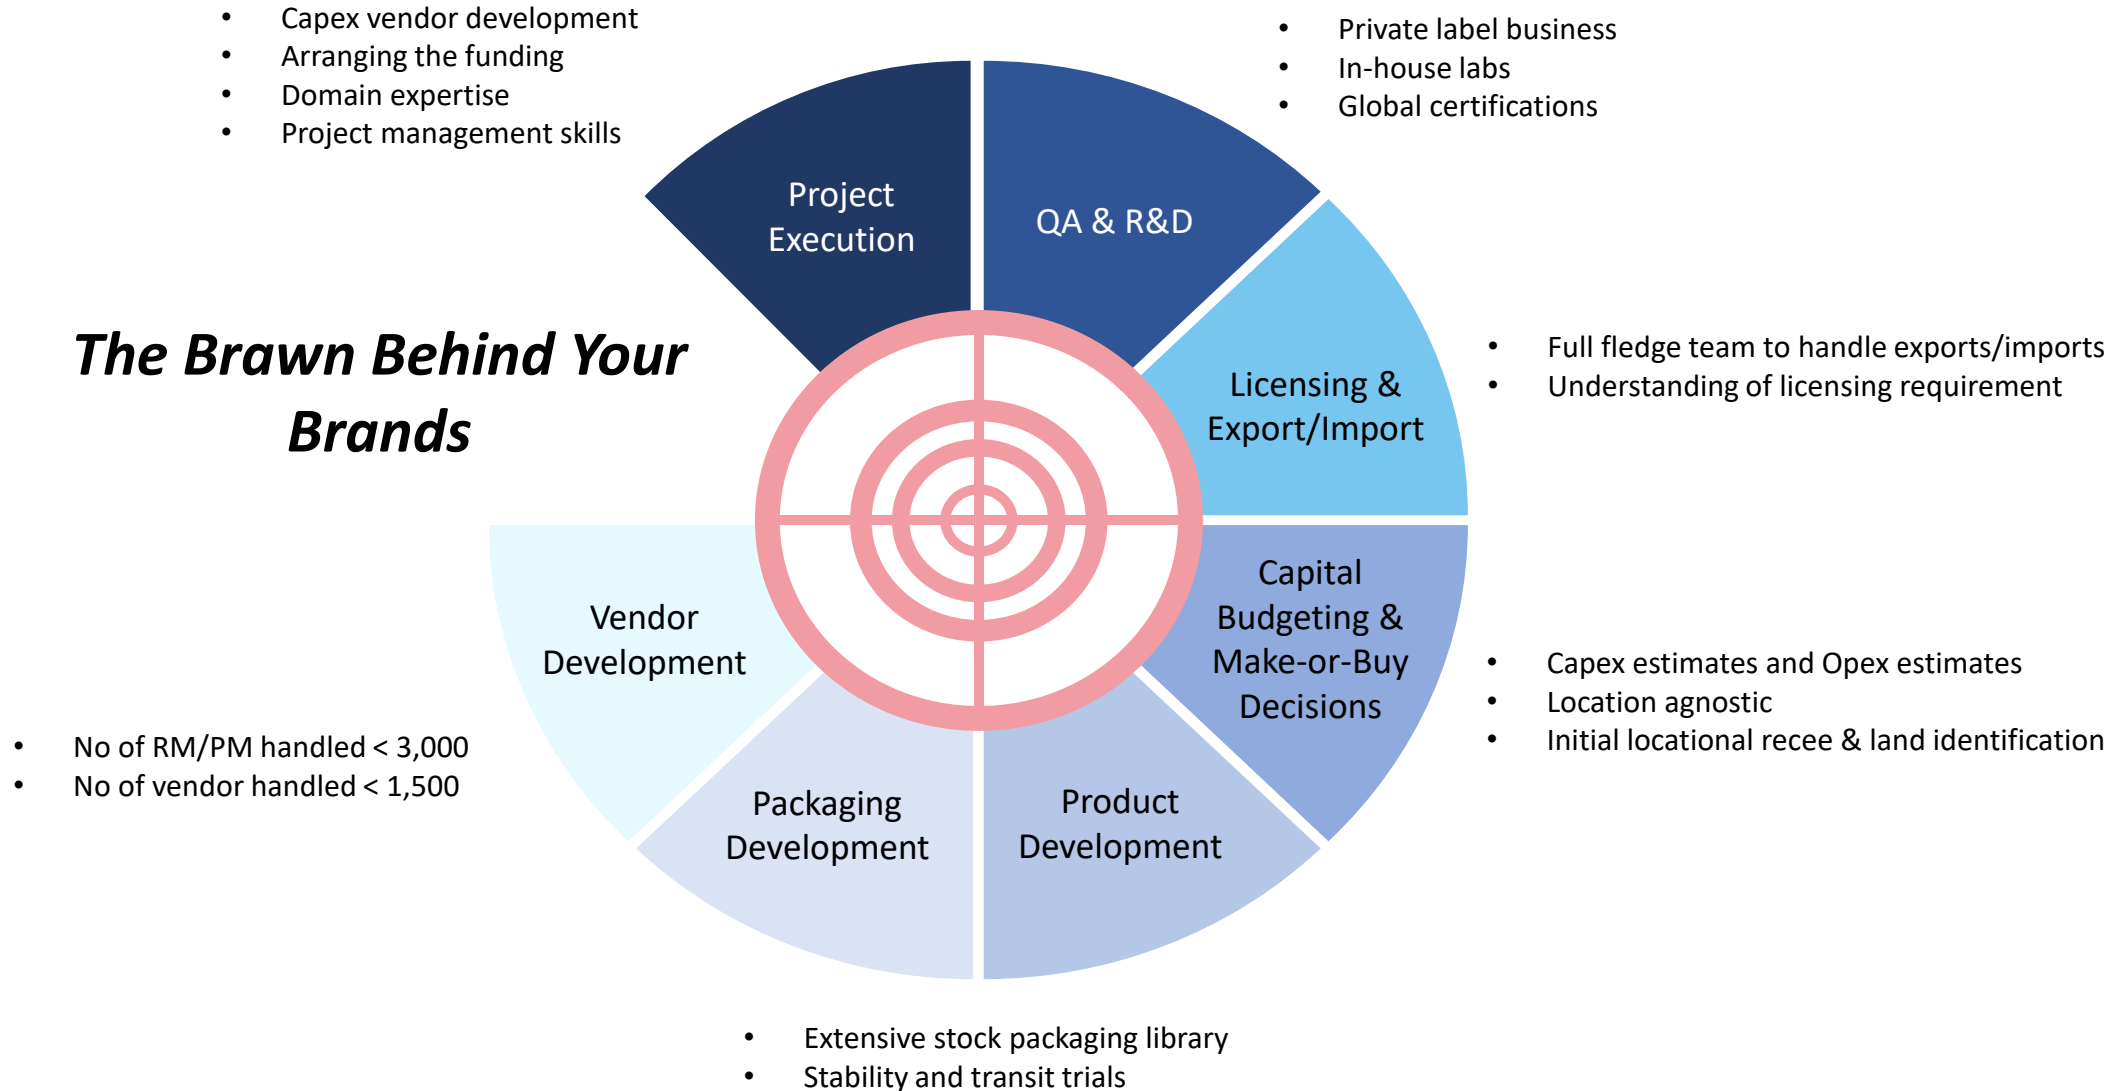 • Capex vendor development
• Arranging the funding
• Domain expertise
• Project management skills
• Private label business
• In-house labs
• Global certifications
Project
Execution
QA & R&D
The Brawn Behind Your
Brands
Licensing &
Export/Import
• Full fledge team to handle exports/imports
• Understanding of licensing requirement
Capital
Budgeting &
Make-or-Buy
Decisions
• Capex estimates and Opex estimates
• Location agnostic
• Initial locational recee & land identification
Vendor
Development
• No of RM/PM handled < 3,000
• No of vendor handled < 1,500
Packaging
Development
Product
Development
• Extensive stock packaging library
• Stability and transit trials